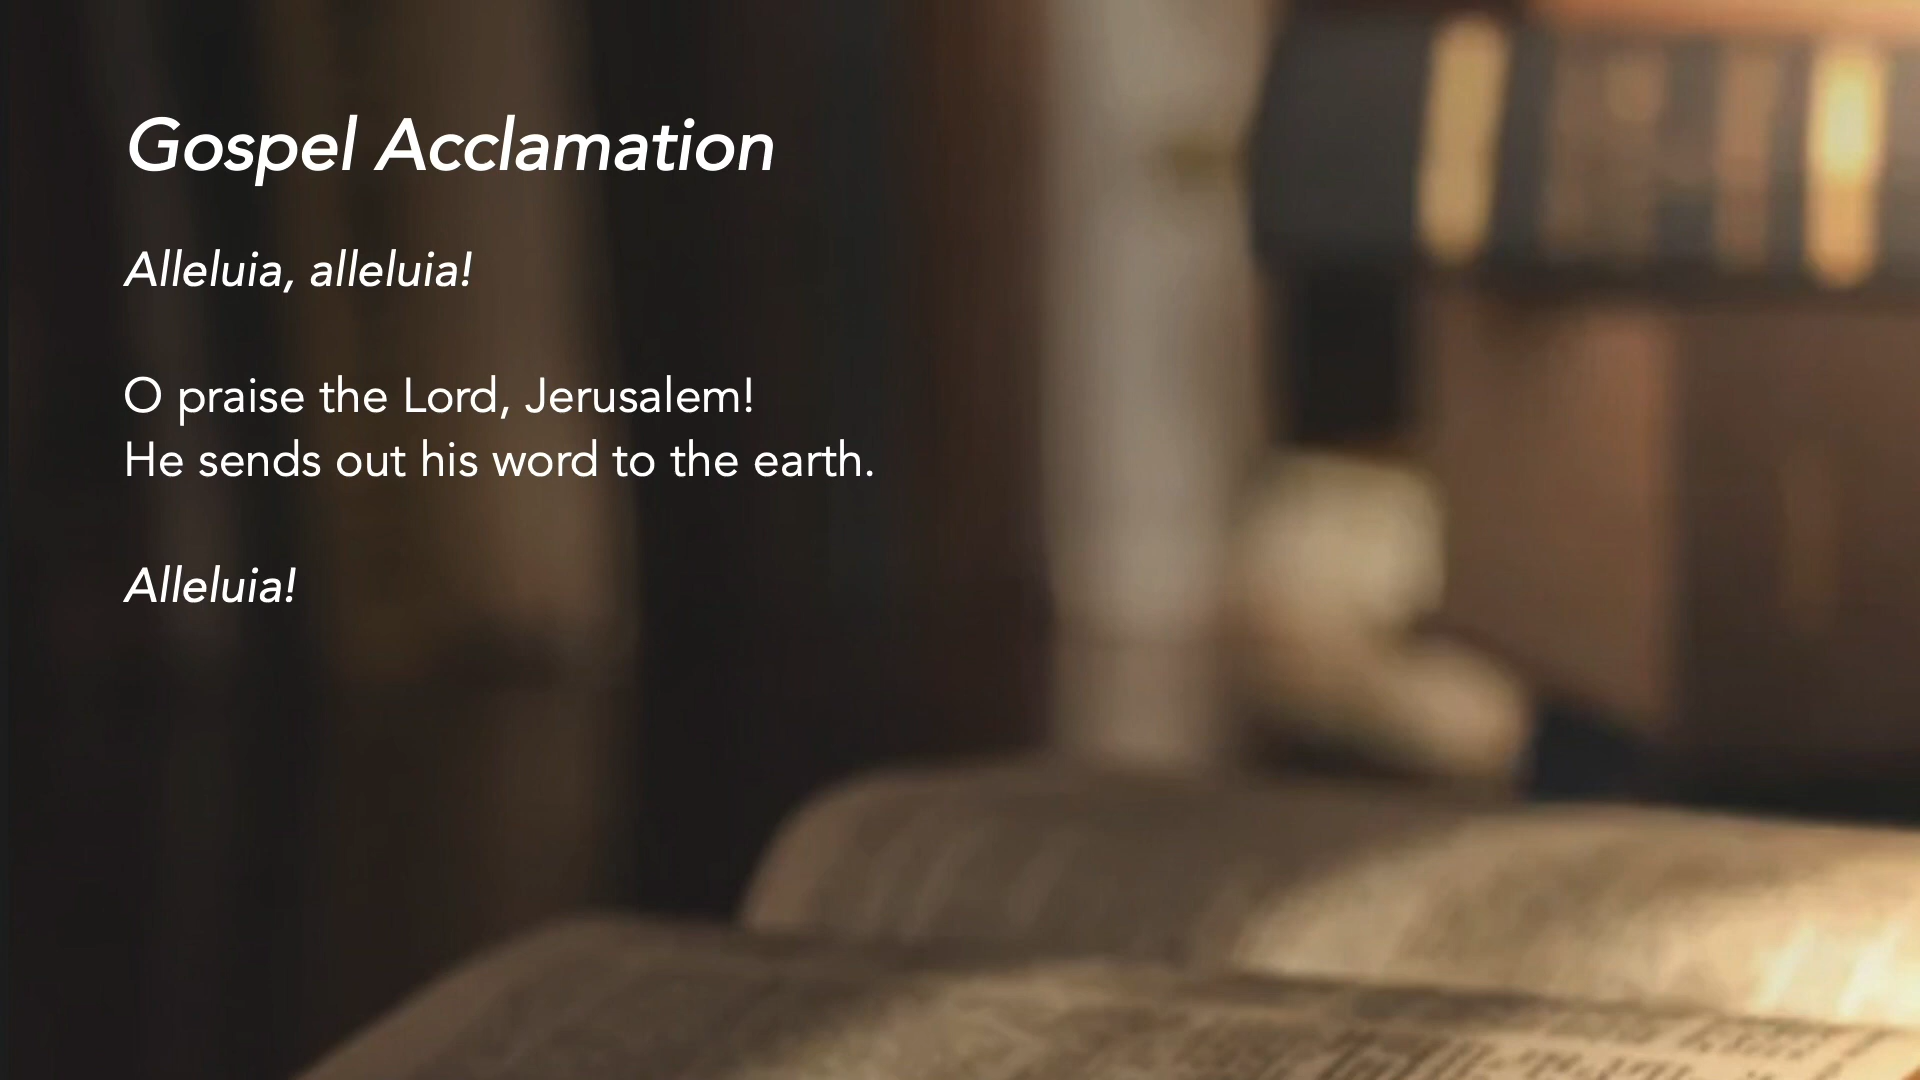 Gospel Acclamation
Alleluia, alleluia!
O praise the Lord, Jerusalem!
He sends out his word to the earth.
Alleluia!